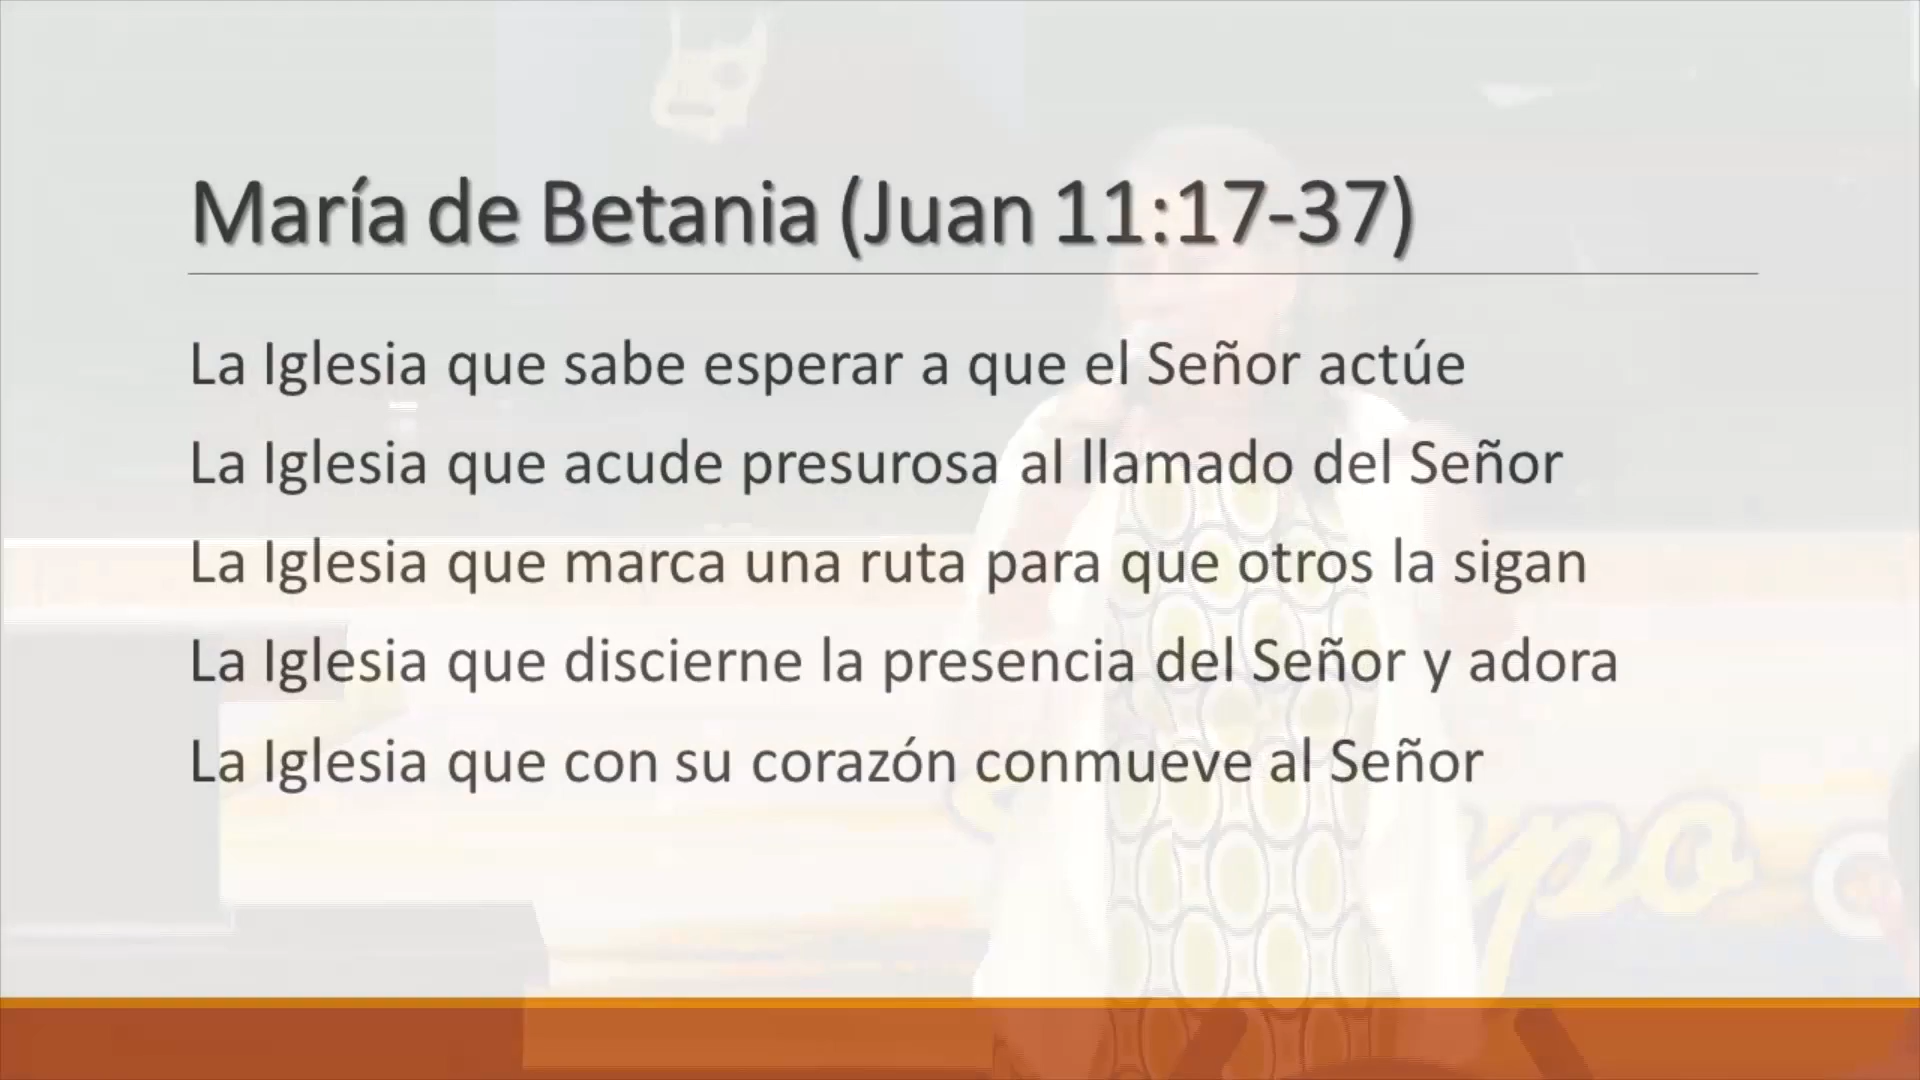 María de Betania (Juan 11:17-37)
La Iglesia que sabe esperar a que el Señor actúe
La Iglesia que acude presurosa al llamado del Señor
La Iglesia que marca una ruta para que otros la sigan
La Iglesia que discierne la presencia del Señor y adora
La Iglesia que con su corazón conmueve al Señor